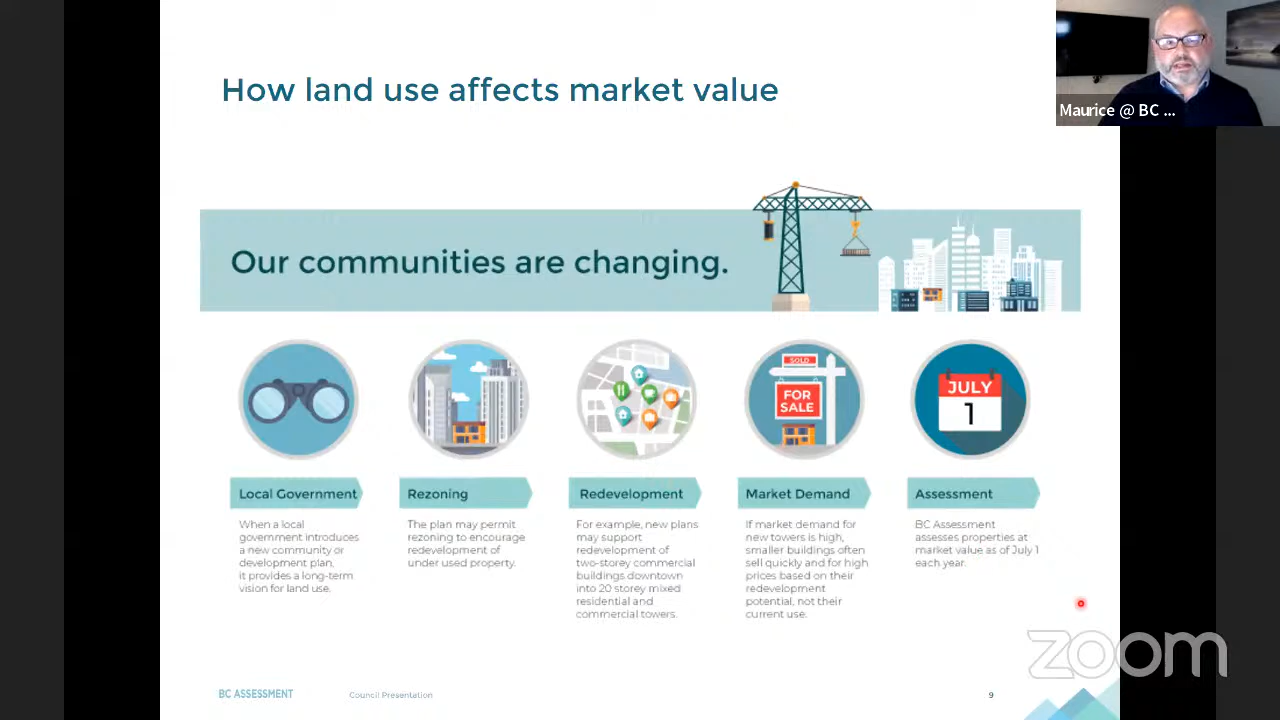 How land use affects market value
Maurice @ BC ...
Our communities are changing.
SOLD
FOR
SALE
JULY
1
Local Government
When a local
government introduces
a new community or
development plan,
it provides a long-term
vision for land use.
Rezoning
The plan may permit
rezoning to encourage
redevelopment of
under used property.
Redevelopment
For example, new plans
may support
redevelopment of
two-storey commercial
buildings downtown
into 20 storey mixed
residential and
commercial towers.
Market Demand
If market demand for
new towers is high,
smaller buildings often
sell quickly and for high
prices based on their
redevelopment
potential, not their
current use.
Assessment
BC Assessment
assesses properties at
market value as of July 1
each year.
zoom
BC ASSESSMENT
Council Presentation
9